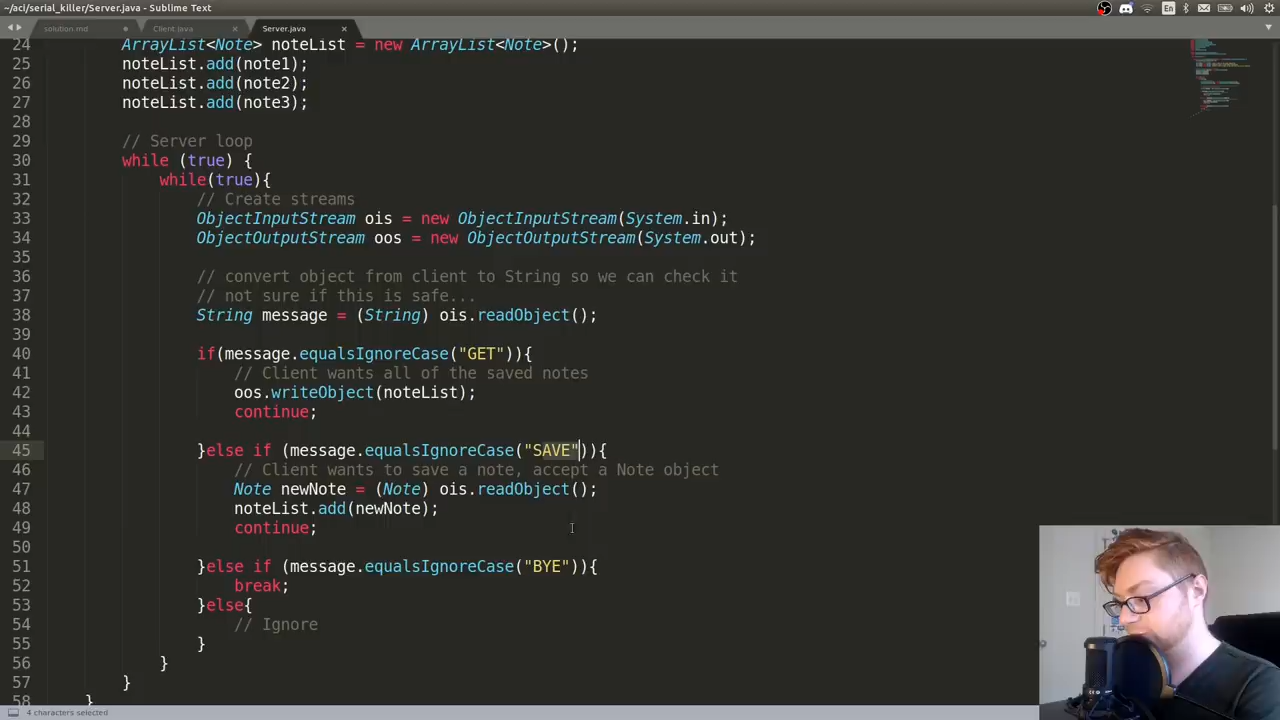 ~/aci/serial_killer/Server.java - Sublime Text
En
solution.md
Client.java
Server.java
24 ArrayList<Note> noteList = new ArrayList<Note>();
25 noteList.add(note1);
26 noteList.add(note2);
27 noteList.add(note3);
28
29 // Server loop
30 while (true) {
31 while(true){
32 // Create streams
33 ObjectInputStream ois = new ObjectInputStream(System.in);
34 ObjectOutputStream oos = new ObjectOutputStream(System.out);
35
36 // convert object from client to String so we can check it
37 // not sure if this is safe...
38 String message = (String) ois.readObject();
39
40 if(message.equalsIgnoreCase("GET")){
41 // Client wants all of the saved notes
42 oos.writeObject(noteList);
43 continue;
44
45 }else if (message.equalsIgnoreCase("SAVE")){
46 // Client wants to save a note, accept a Note object
47 Note newNote = (Note) ois.readObject();
48 noteList.add(newNote);
49 continue;
50
51 }else if (message.equalsIgnoreCase("BYE")){
52 break;
53 }else{
54 // Ignore
55 }
56 }
57 }
58 }
4 characters selected